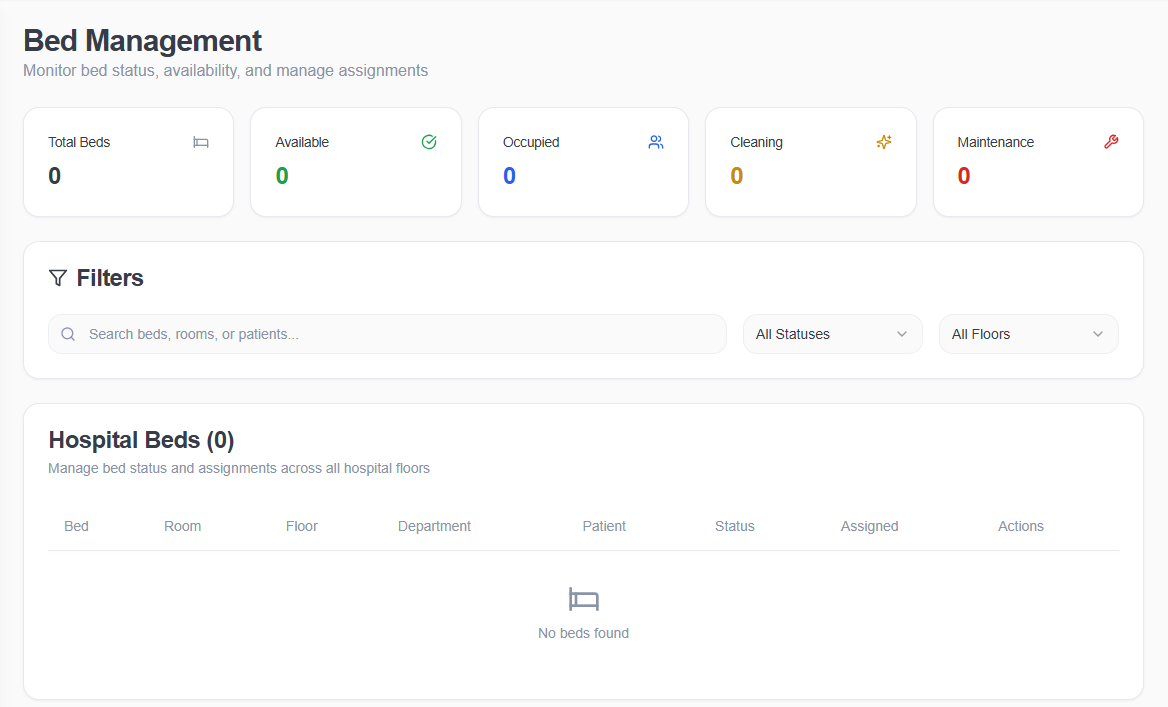 Bed Management
Monitor bed status, availability, and manage assignments
Total Beds
0
Available
0
Occupied
0
Cleaning
0
Maintenance
0
Filters
Search beds, rooms, or patients...
All Statuses
All Floors
Hospital Beds (0)
Manage bed status and assignments across all hospital floors
Bed Room Floor Department Patient Status Assigned Actions
No beds found